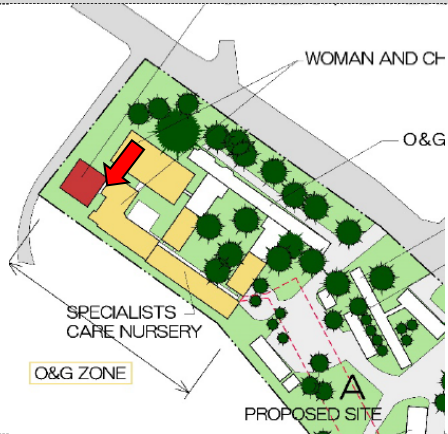 WOMAN AND CH
O&G
SPECIALISTS
CARE NURSERY
O&G ZONE
A
PROPOSED SITE